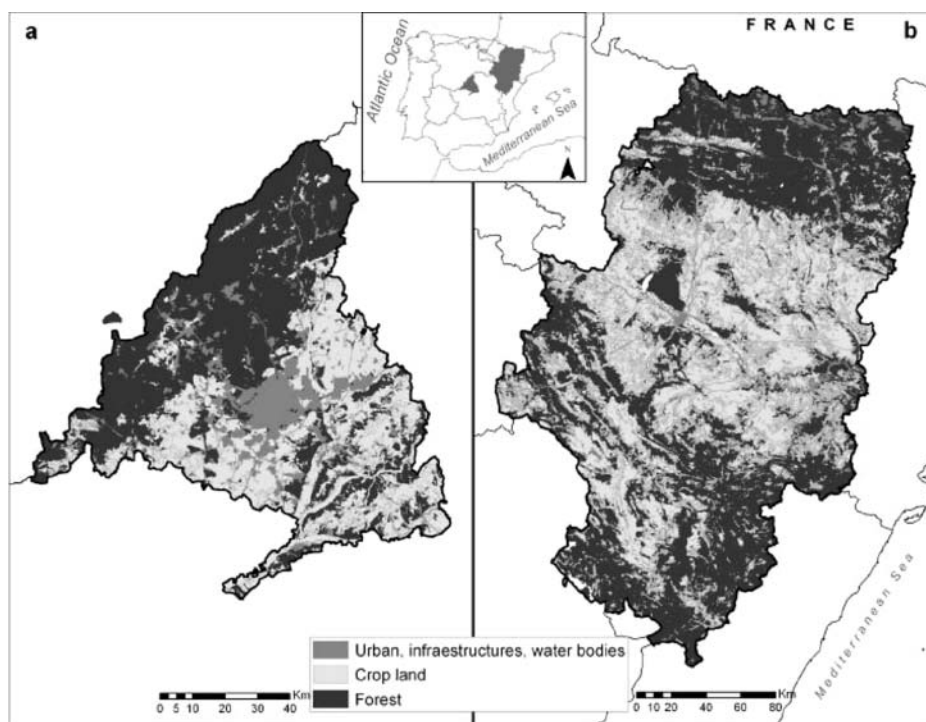 a
Atlantic Ocean
Mediterranean Sea
N
FRANCE
b
Mediterranean Sea
Urban, infraestructures, water bodies
Crop land
Forest
Km
0 5 10 20 30 40
Km
0 10 20 40 60 80